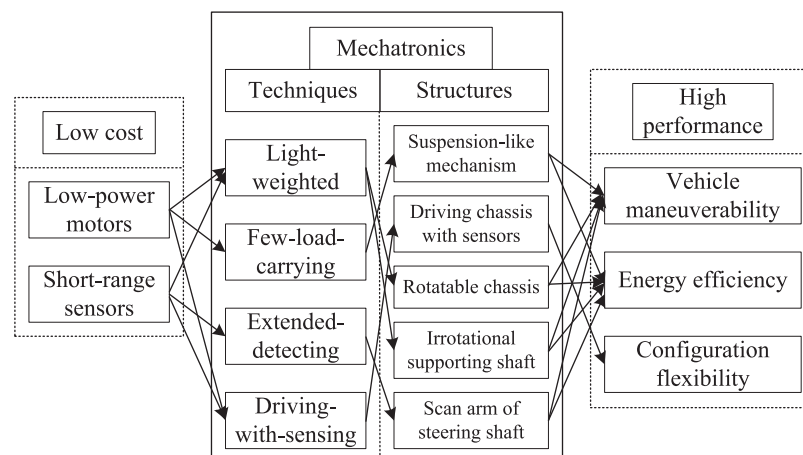 Mechatronics
Techniques
Structures
Low cost
Low-power
motors
Short-range
sensors
Light-
weighted
Few-load-
carrying
Extended-
detecting
Driving-
with-sensing
Suspension-like
mechanism
Driving chassis
with sensors
Rotatable chassis
Irrotational
supporting shaft
Scan arm of
steering shaft
High
performance
Vehicle
maneuverability
Energy efficiency
Configuration
flexibility